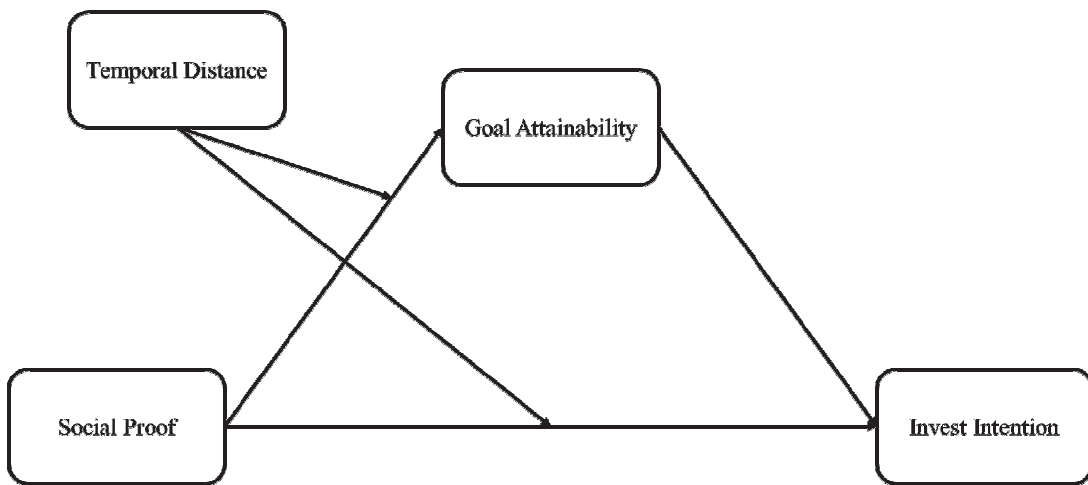 Temporal Distance
Goal Attainability
Social Proof
Invest Intention